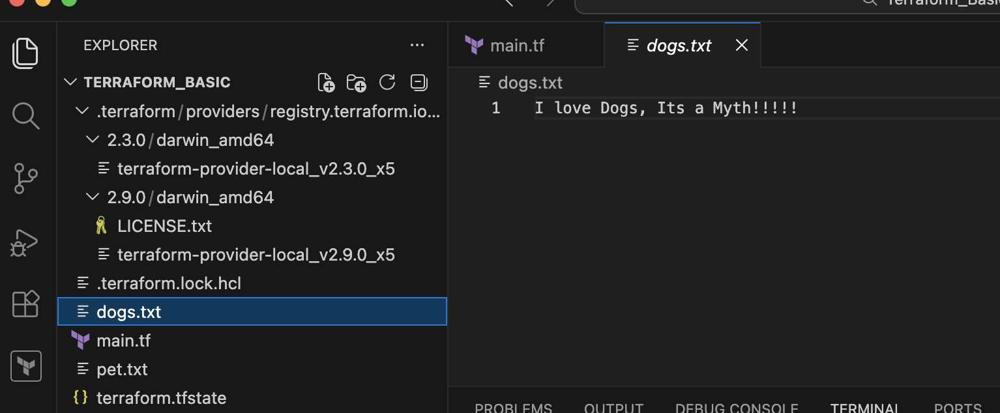 Terraform_Basi
EXPLORER
TERRAFORM_BASIC
.terraform/providers/registry.terraform.io...
2.3.0/darwin_amd64
terraform-provider-local_v2.3.0_x5
2.9.0/darwin_amd64
LICENSE.txt
terraform-provider-local_v2.9.0_x5
.terraform.lock.hcl
dogs.txt
main.tf
pet.txt
{} terraform.tfstate
main.tf
dogs.txt
dogs.txt
1 I love Dogs, Its a Myth!!!!!
PROBLEMS OUTPUT DEBUG CONSOLE TERMINAL PORTS